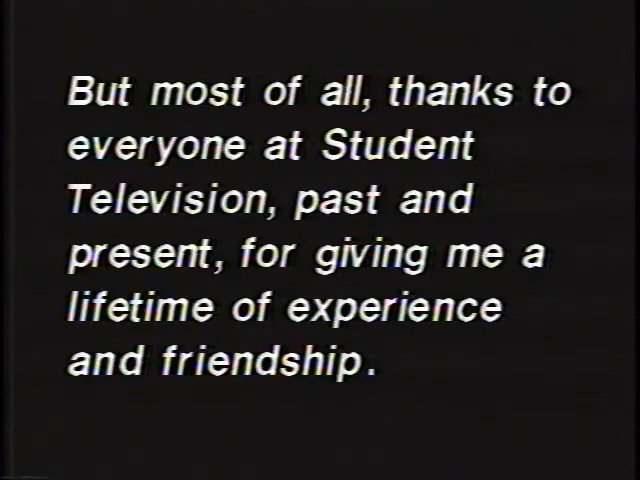 But most of all, thanks to
everyone at Student
Television, past and
present, for giving me a
lifetime of experience
and friendship.